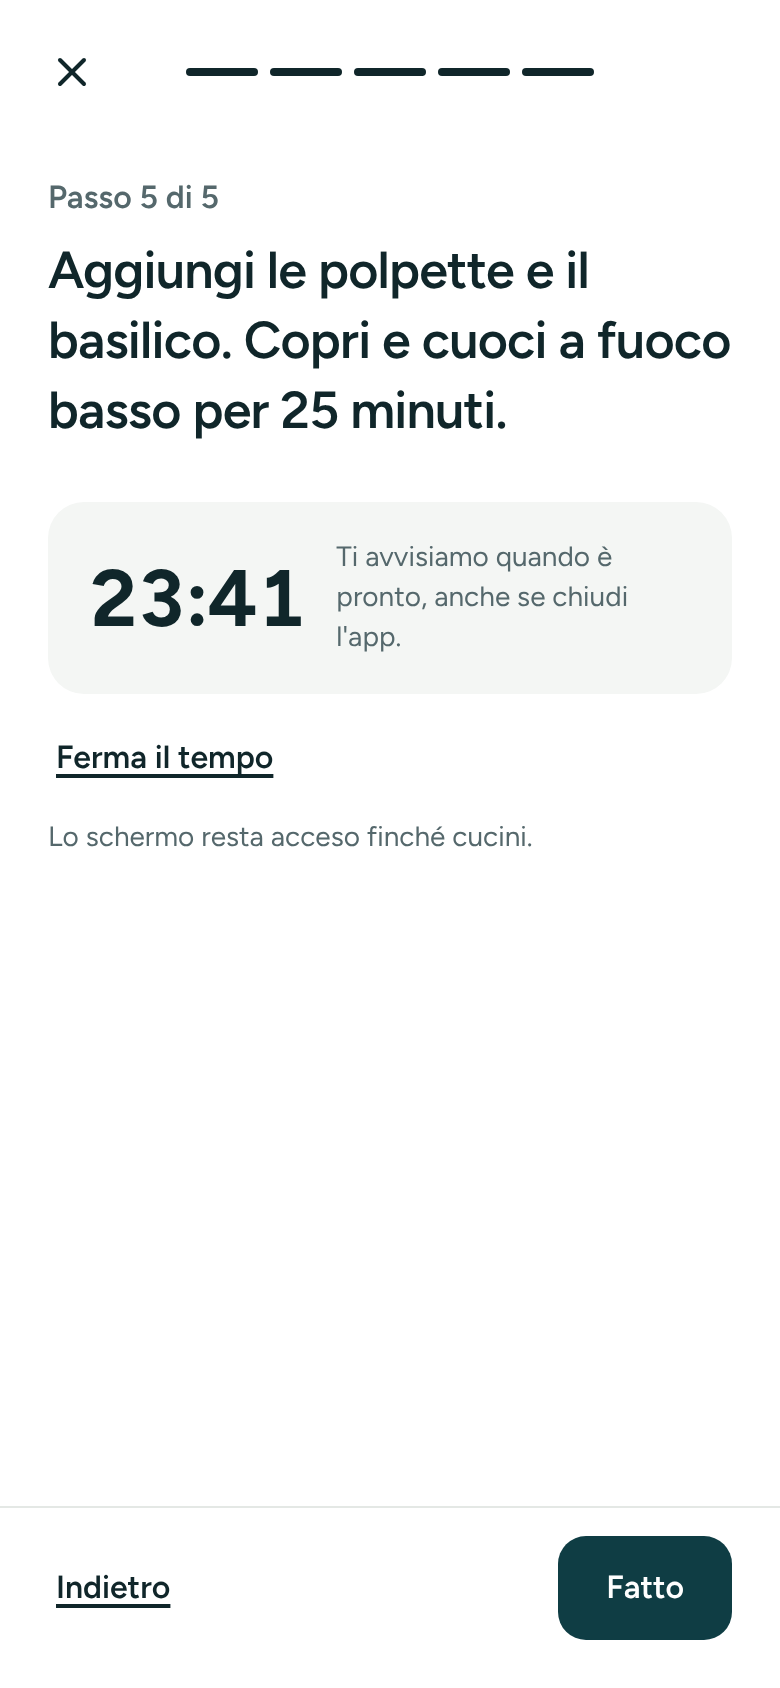 Passo 5 di 5
Aggiungi le polpette e il
basilico. Copri e cuoci a fuoco
basso per 25 minuti.
23:41
Ti avvisiamo quando è
pronto, anche se chiudi
l'app.
Ferma il tempo
Lo schermo resta acceso finché cucini.
Indietro
Fatto